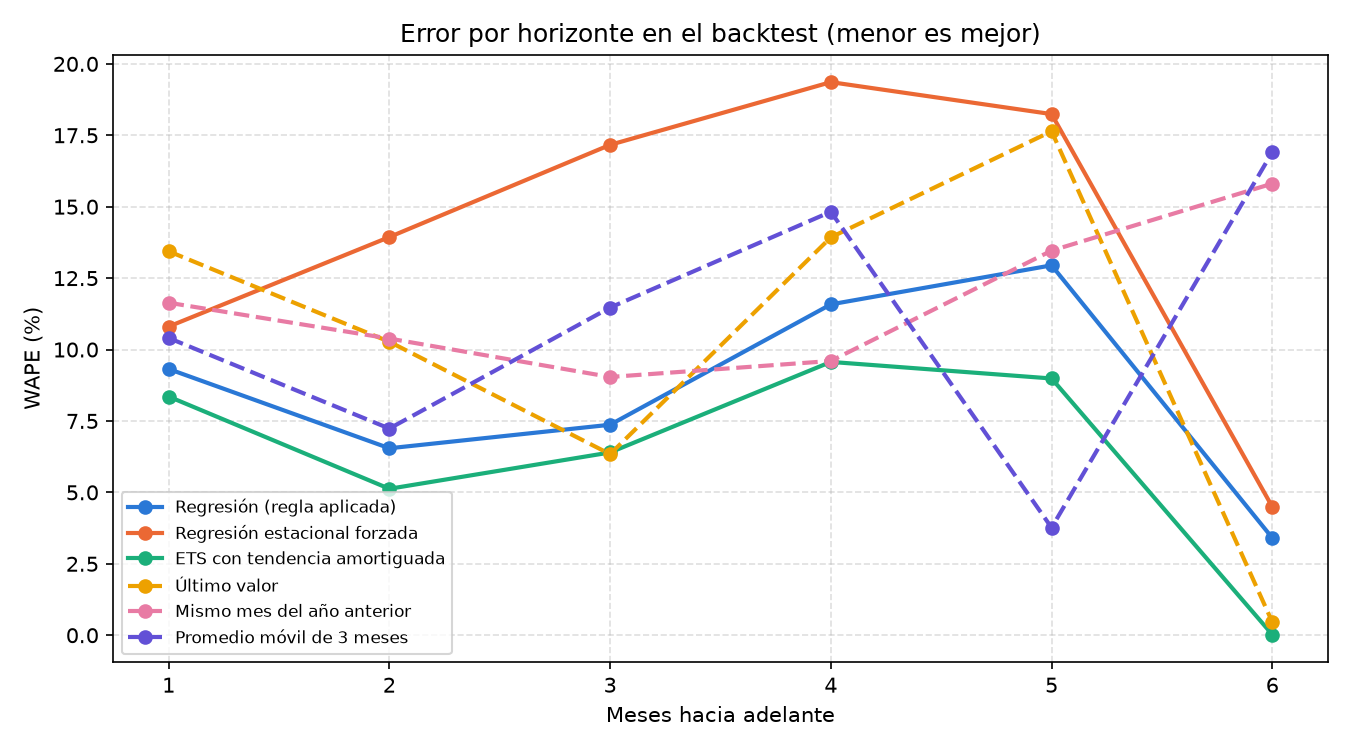 Error por horizonte en el backtest (menor es mejor)
20.0
17.5
15.0
12.5
10.0
7.5
5.0
2.5
0.0
WAPE (%)
Regresión (regla aplicada)
Regresión estacional forzada
ETS con tendencia amortiguada
Último valor
Mismo mes del año anterior
Promedio móvil de 3 meses
1 2 3 4 5 6
Meses hacia adelante